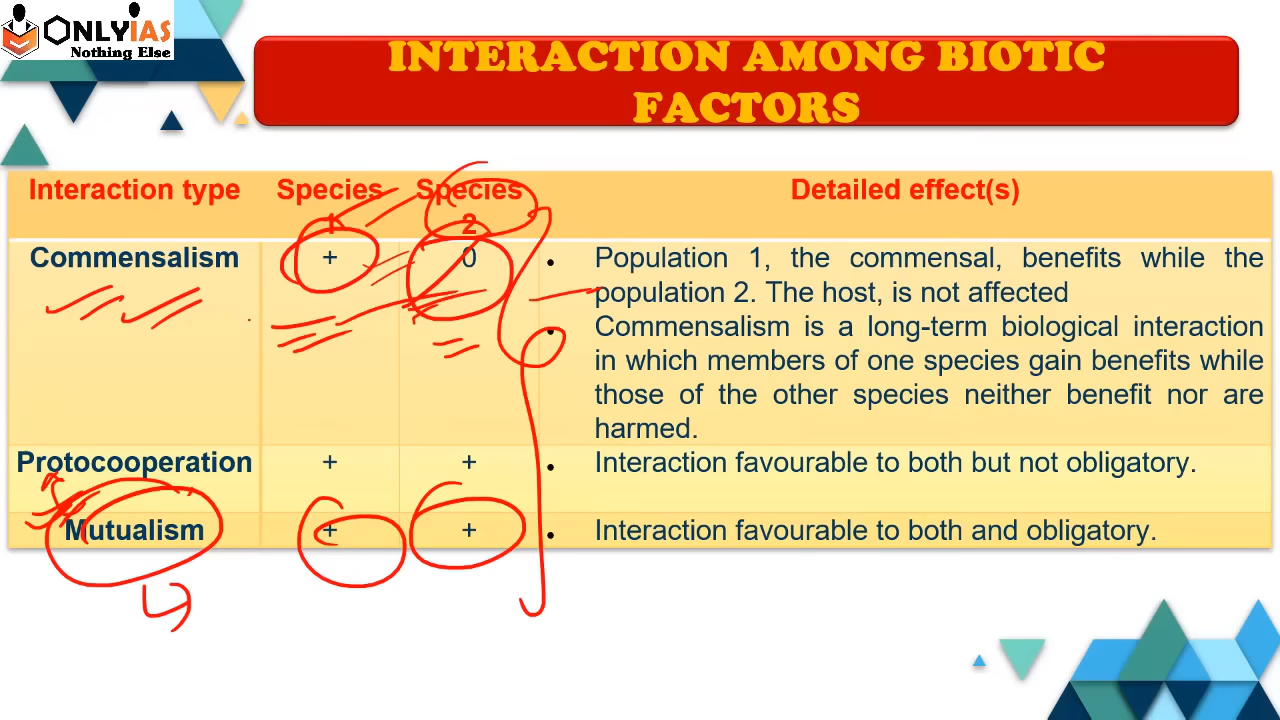 ONLYIAS
Nothing Else
INTERACTION AMONG BIOTIC
FACTORS
Interaction type Species 1 Species 2 Detailed effect(s)
Commensalism + 0 • Population 1, the commensal, benefits while the
population 2. The host, is not affected
• Commensalism is a long-term biological interaction
in which members of one species gain benefits while
those of the other species neither benefit nor are
harmed.
Protocooperation + + • Interaction favourable to both but not obligatory.
Mutualism + + • Interaction favourable to both and obligatory.